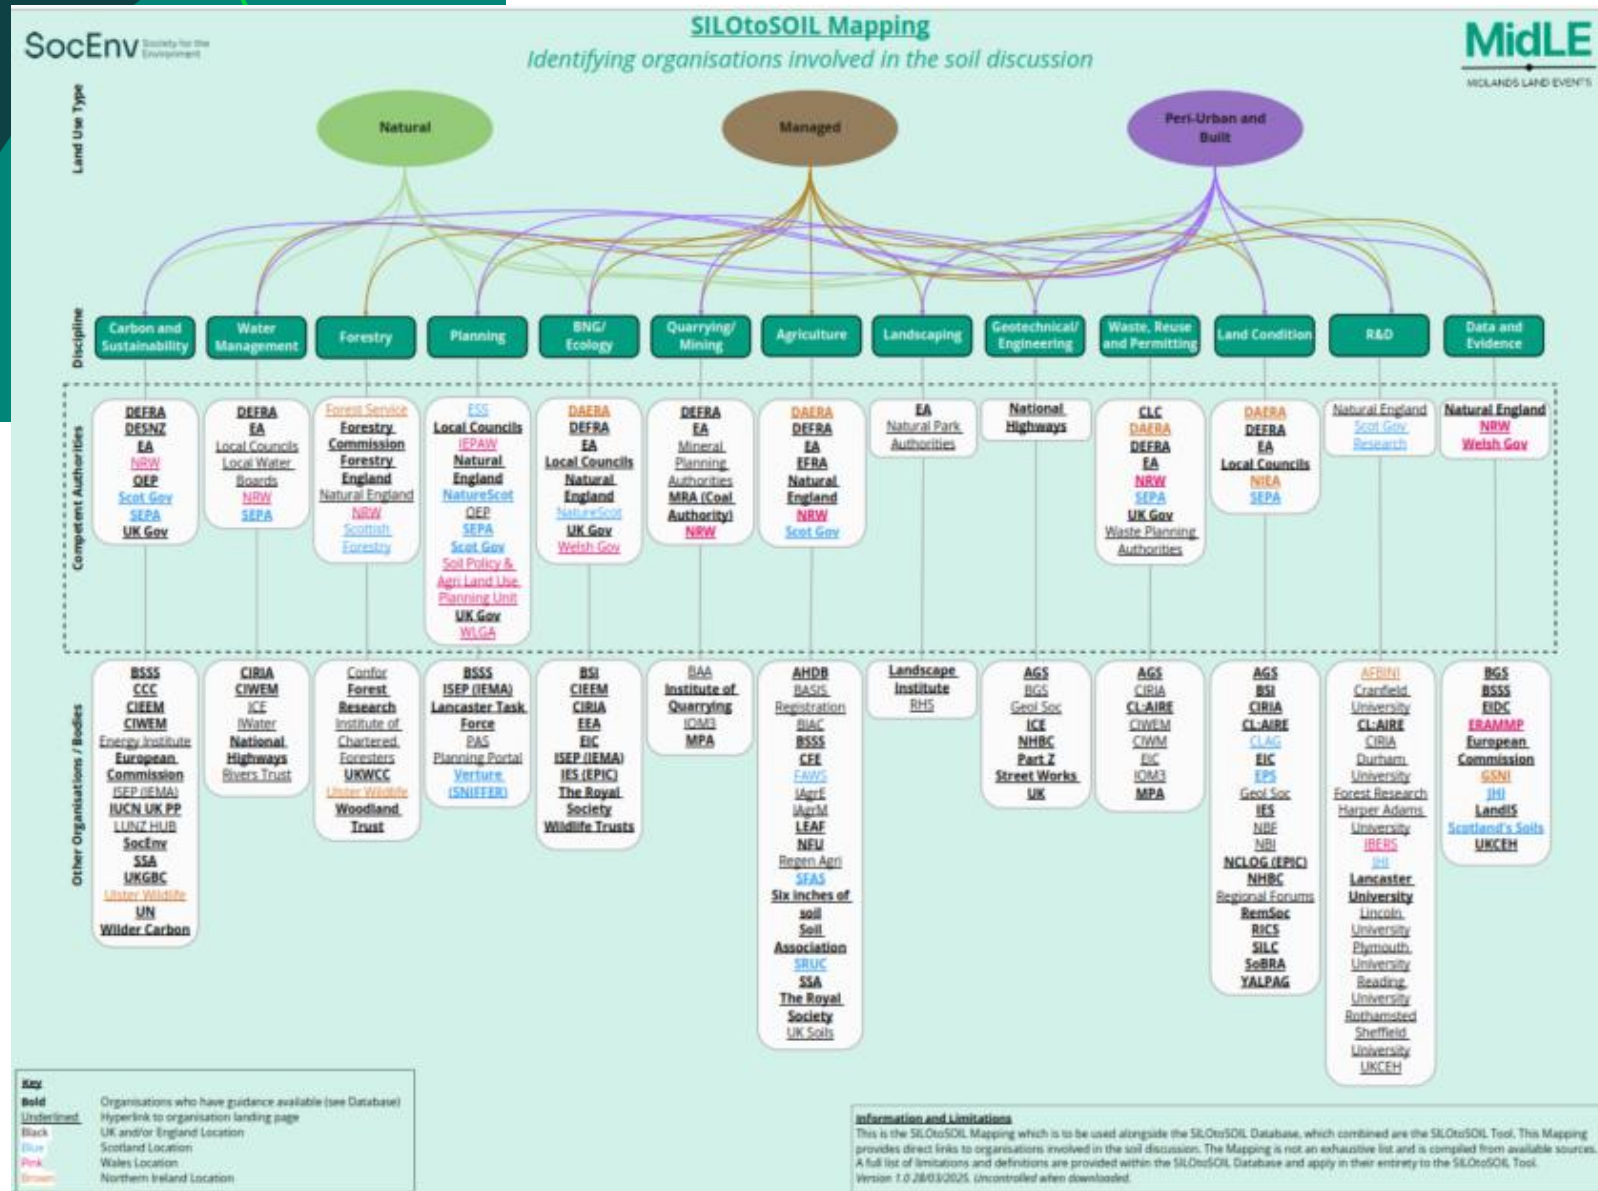 SocEnv Society for the
Environment
SILOtoSOIL Mapping
Identifying organisations involved in the soil discussion
MidLE
MIDLANDS LAND EVENTS
Land Use Type
Natural
Managed
Peri-Urban and
Built
Discipline
Carbon and
Sustainability
Water
Management
Forestry
Planning
BNG/
Ecology
Quarrying/
Mining
Agriculture
Landscaping
Geotechnical/
Engineering
Waste, Reuse
and Permitting
Land Condition
R&D
Data and
Evidence
Competent Authorities
DEFRA
DESNZ
EA
NRW
OEP
Scot Gov
SEPA
UK Gov
DEFRA
EA
Local Councils
Local Water
Boards
NRW
SEPA
Forest Service
Forestry
Commission
Forestry
England
Natural England
NRW
Scottish
Forestry
ESS
Local Councils
IEPAW
Natural
England
NatureScot
OEP
SEPA
Scot Gov
Soil Policy &
Agri Land Use
Planning Unit
UK Gov
WLGA
DAERA
DEFRA
EA
Local Councils
Natural
England
NatureScot
UK Gov
Welsh Gov
DEFRA
EA
Mineral
Planning
Authorities
MRA (Coal
Authority)
NRW
DAERA
DEFRA
EA
EFRA
Natural
England
NRW
Scot Gov
EA
Natural Park
Authorities
National
Highways
CLC
DAERA
DEFRA
EA
NRW
SEPA
UK Gov
Waste Planning
Authorities
DAERA
DEFRA
EA
Local Councils
NIEA
SEPA
Natural England
Scot Gov
Research
Natural England
NRW
Welsh Gov
Other Organisations / Bodies
BSSS
CCC
CIEEM
CIWEM
Energy Institute
European
Commission
ISEP (IEMA)
IUCN UK PP
LUNZ HUB
SocEnv
SSA
UKGBC
Ulster Wildlife
UN
Wilder Carbon
CIRIA
CIWEM
ICE
IWater
National
Highways
Rivers Trust
Confor
Forest
Research
Institute of
Chartered
Foresters
UKWCC
Ulster Wildlife
Woodland
Trust
BSSS
ISEP (IEMA)
Lancaster Task
Force
PAS
Planning Portal
Verture
(SNIFFER)
BSI
CIEEM
CIRIA
EEA
EIC
ISEP (IEMA)
IES (EPIC)
The Royal
Society
Wildlife Trusts
BAA
Institute of
Quarrying
IOM3
MPA
AHDB
BASIS
Registration
BIAC
BSSS
CFE
FAWS
IAgrE
IAgrM
LEAF
NFU
Regen Agri
SFAS
Six inches of
soil
Soil
Association
SRUC
SSA
The Royal
Society
UK Soils
Landscape
Institute
RHS
AGS
BGS
Geol Soc
ICE
NHBC
Part Z
Street Works
UK
AGS
CIRIA
CL:AIRE
CIWEM
CIWM
EIC
IOM3
MPA
AGS
BSI
CIRIA
CL:AIRE
CLAG
EIC
EPS
Geol Soc
IES
NBF
NBI
NCLOG (EPIC)
NHBC
Regional Forums
RemSoc
RICS
SILC
SoBRA
YALPAG
AFBINI
Cranfield
University
CL:AIRE
CIRIA
Durham
University
Forest Research
Harper Adams
University
IBERS
JHI
Lancaster
University
Lincoln
University
Plymouth
University
Reading
University
Rothamsted
Sheffield
University
UKCEH
BGS
BSSS
EIDC
ERAMMP
European
Commission
GSNI
JHI
LandIS
Scotland's Soils
UKCEH
Key
Bold Organisations who have guidance available (see Database)
Underlined Hyperlink to organisation landing page
Black UK and/or England Location
Blue Scotland Location
Pink Wales Location
Brown Northern Ireland Location
Information and Limitations
This is the SILOtoSOIL Mapping which is to be used alongside the SILOtoSOIL Database, which combined are the SILOtoSOIL Tool. This Mapping
provides direct links to organisations involved in the soil discussion. The Mapping is not an exhaustive list and is compiled from available sources.
A full list of limitations and definitions are provided within the SILOtoSOIL Database and apply in their entirety to the SILOtoSOIL Tool.
Version 1.0 28/03/2025. Uncontrolled when downloaded.